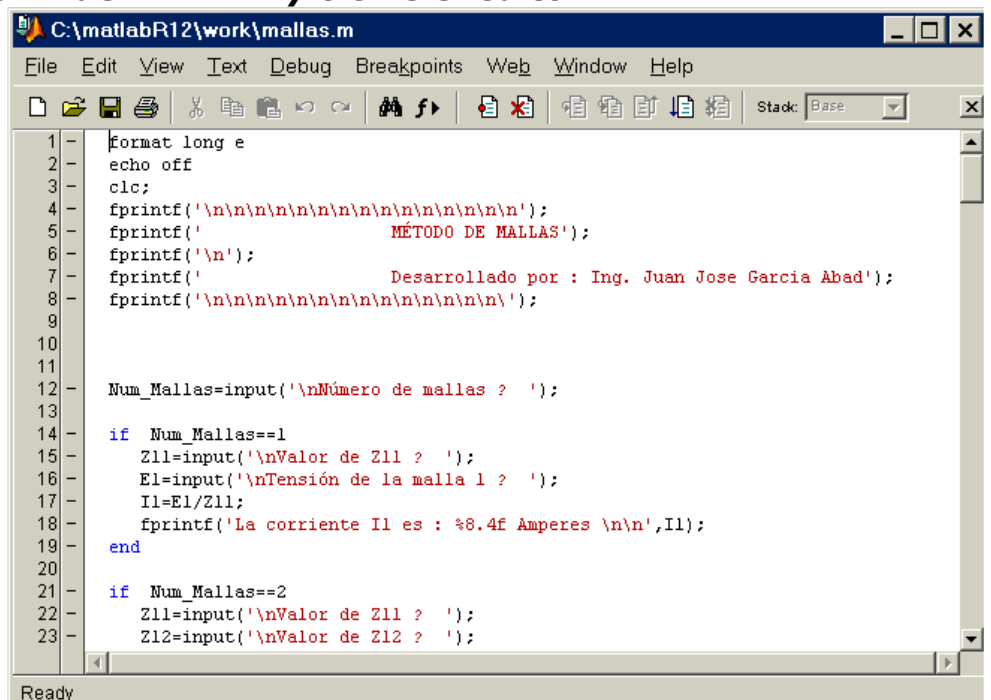 C:\matlabR12\work\mallas.m
File Edit View Text Debug Breakpoints Web Window Help
Stack: Base
1 - format long e
2 - echo off
3 - clc;
4 - fprintf('\n\n\n\n\n\n\n\n\n\n\n\n\n\n\n');
5 - fprintf('                    MÉTODO DE MALLAS');
6 - fprintf('\n');
7 - fprintf('                    Desarrollado por : Ing. Juan Jose Garcia Abad');
8 - fprintf('\n\n\n\n\n\n\n\n\n\n\n\n\n\n\');
9
10
11
12 - Num_Mallas=input('\nNúmero de mallas ?  ');
13
14 - if  Num_Mallas==1
15 - Z11=input('\nValor de Z11 ?  ');
16 - E1=input('\nTensión de la malla 1 ?  ');
17 - I1=E1/Z11;
18 - fprintf('La corriente I1 es : %8.4f Amperes \n\n',I1);
19 - end
20
21 - if  Num_Mallas==2
22 - Z11=input('\nValor de Z11 ?  ');
23 - Z12=input('\nValor de Z12 ?  ');
Ready